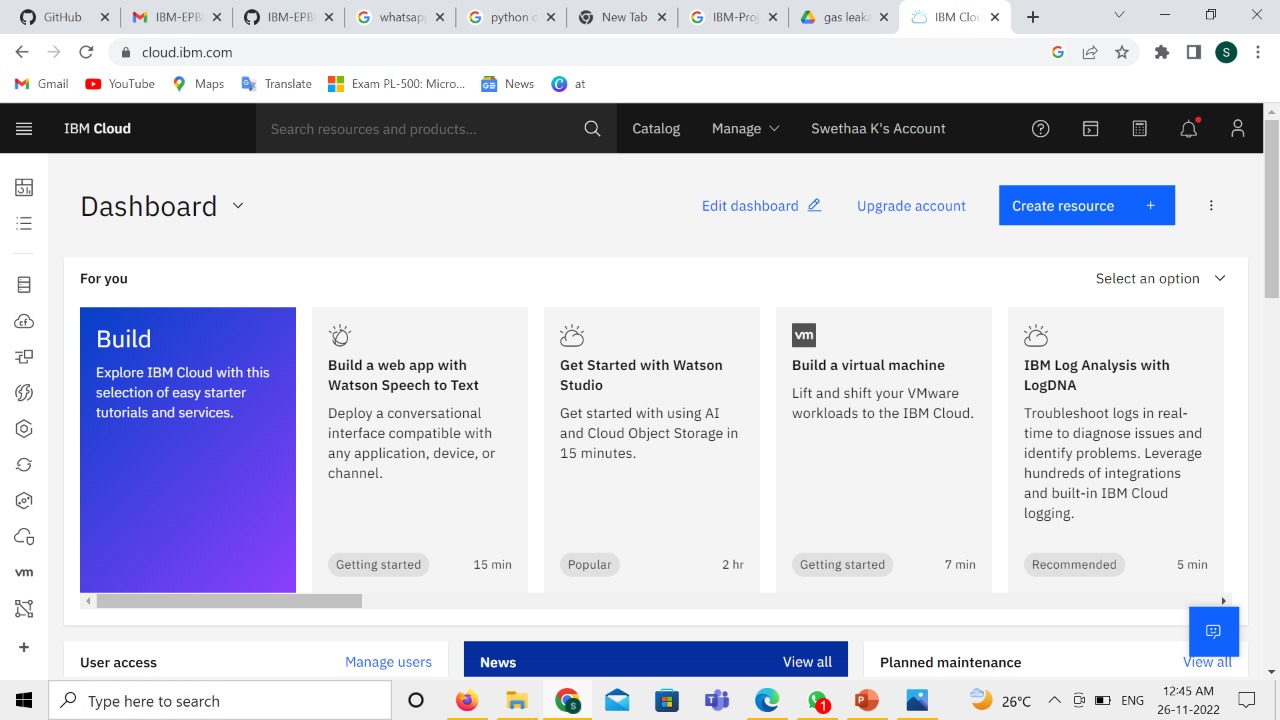 GitHub
IBM-EPB
IBM-EPB
whatsapp
python c
New Tab
IBM-Proj
gas leaka
IBM Clou
cloud.ibm.com
S
Gmail
YouTube
Maps
Translate
Exam PL-500: Micro...
News
at
IBM Cloud
Search resources and products...
Catalog
Manage
Swethaa K's Account
Dashboard
Edit dashboard
Upgrade account
Create resource +
For you
Select an option
Build
Explore IBM Cloud with this
selection of easy starter
tutorials and services.
Build a web app with
Watson Speech to Text
Deploy a conversational
interface compatible with
any application, device, or
channel.
Getting started 15 min
Get Started with Watson
Studio
Get started with using AI
and Cloud Object Storage in
15 minutes.
Popular 2 hr
vm
Build a virtual machine
Lift and shift your VMware
workloads to the IBM Cloud.
Getting started 7 min
IBM Log Analysis with
LogDNA
Troubleshoot logs in real-
time to diagnose issues and
identify problems. Leverage
hundreds of integrations
and built-in IBM Cloud
logging.
Recommended 5 min
vm
User access Manage users
News View all
Planned maintenance View all
Type here to search
1
26°C
ENG
12:45 AM
26-11-2022